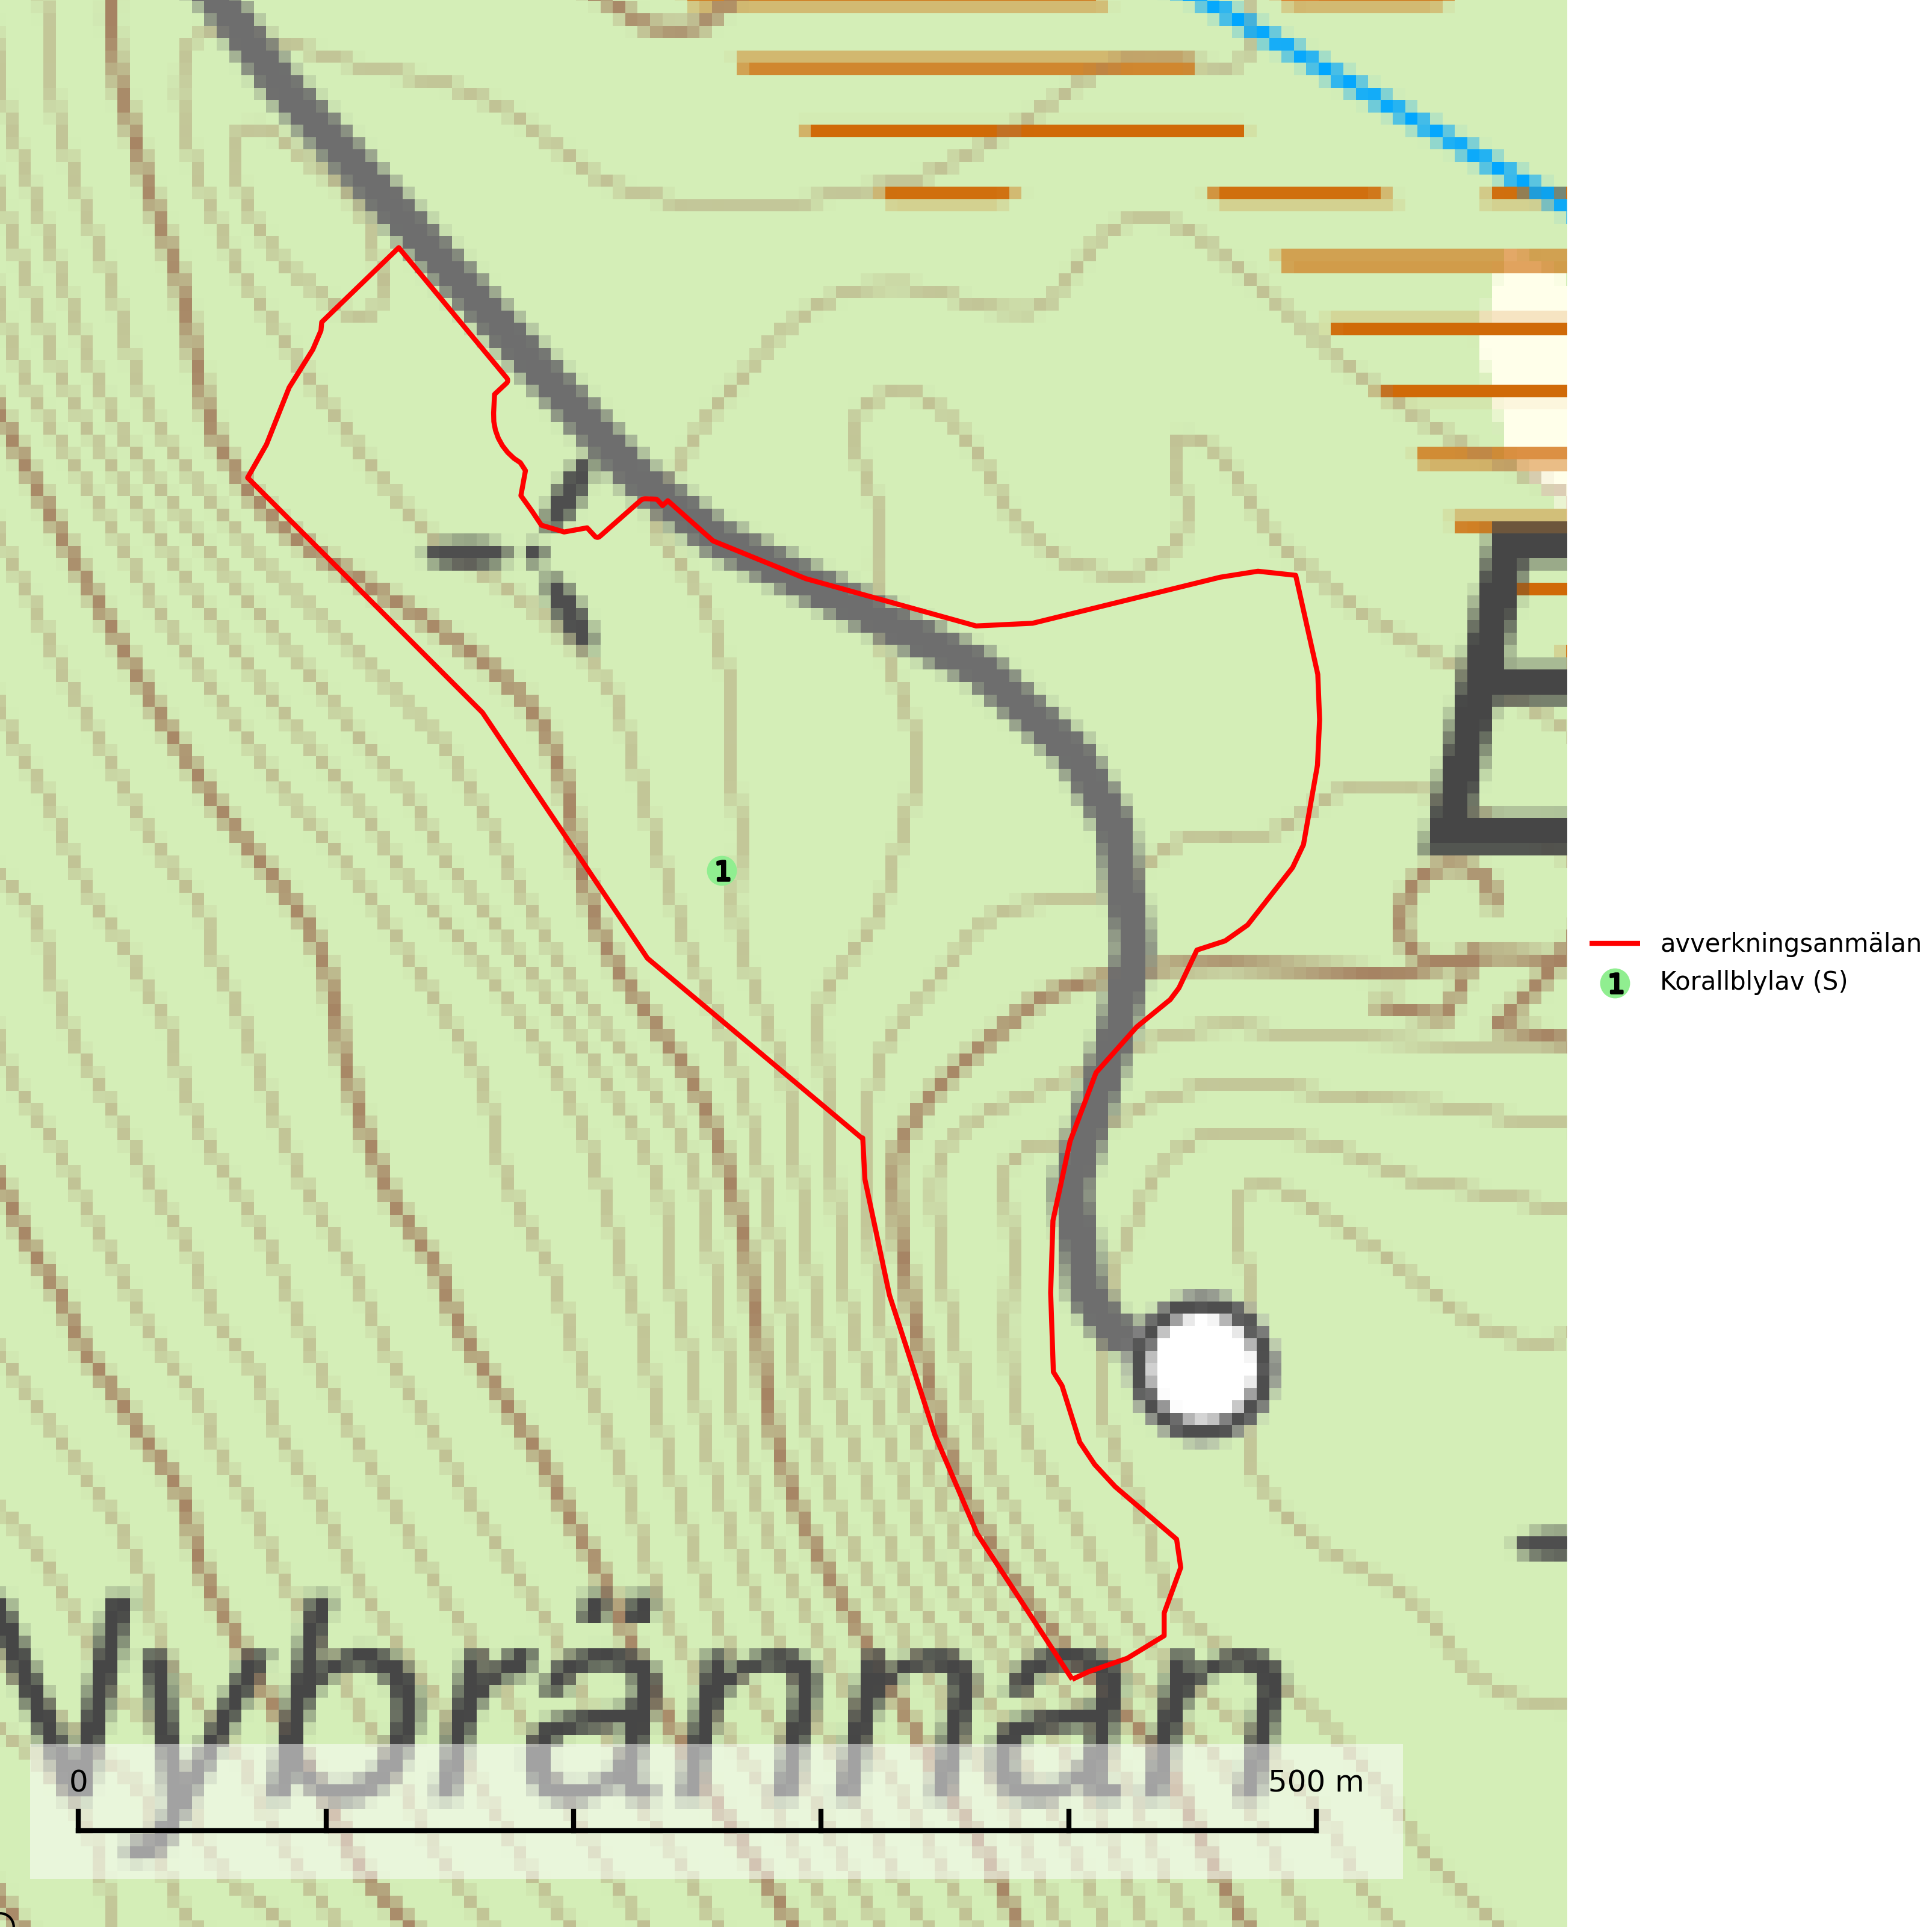 E
1
avverkningsanmälan
1 Korallblylav (S)
Nybrännan
0 500 m